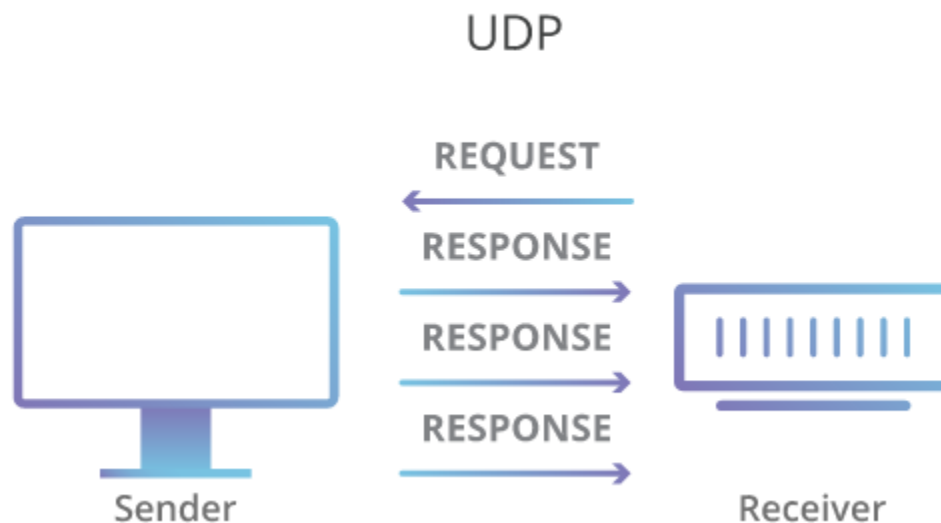 UDP
REQUEST
RESPONSE
RESPONSE
RESPONSE
Sender
Receiver